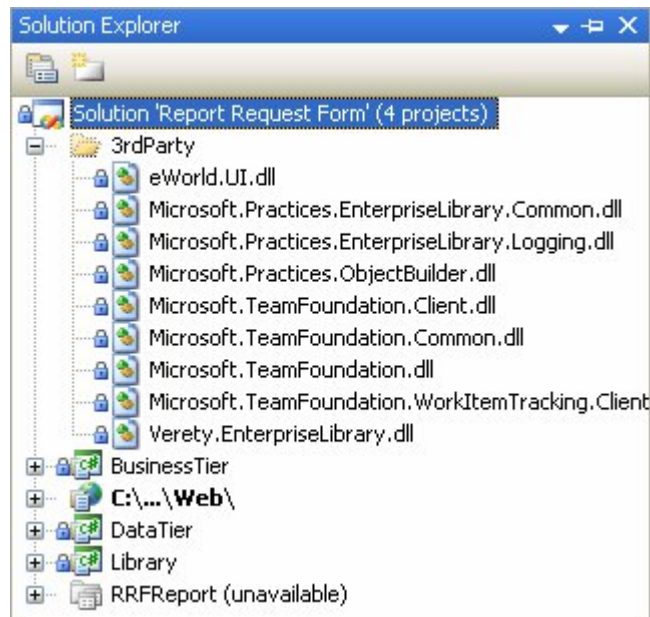 Solution Explorer
Solution 'Report Request Form' (4 projects)
3rdParty
eWorld.UI.dll
Microsoft.Practices.EnterpriseLibrary.Common.dll
Microsoft.Practices.EnterpriseLibrary.Logging.dll
Microsoft.Practices.ObjectBuilder.dll
Microsoft.TeamFoundation.Client.dll
Microsoft.TeamFoundation.Common.dll
Microsoft.TeamFoundation.dll
Microsoft.TeamFoundation.WorkItemTracking.Client
Verety.EnterpriseLibrary.dll
BusinessTier
C:\...\Web\
DataTier
Library
RRFReport (unavailable)